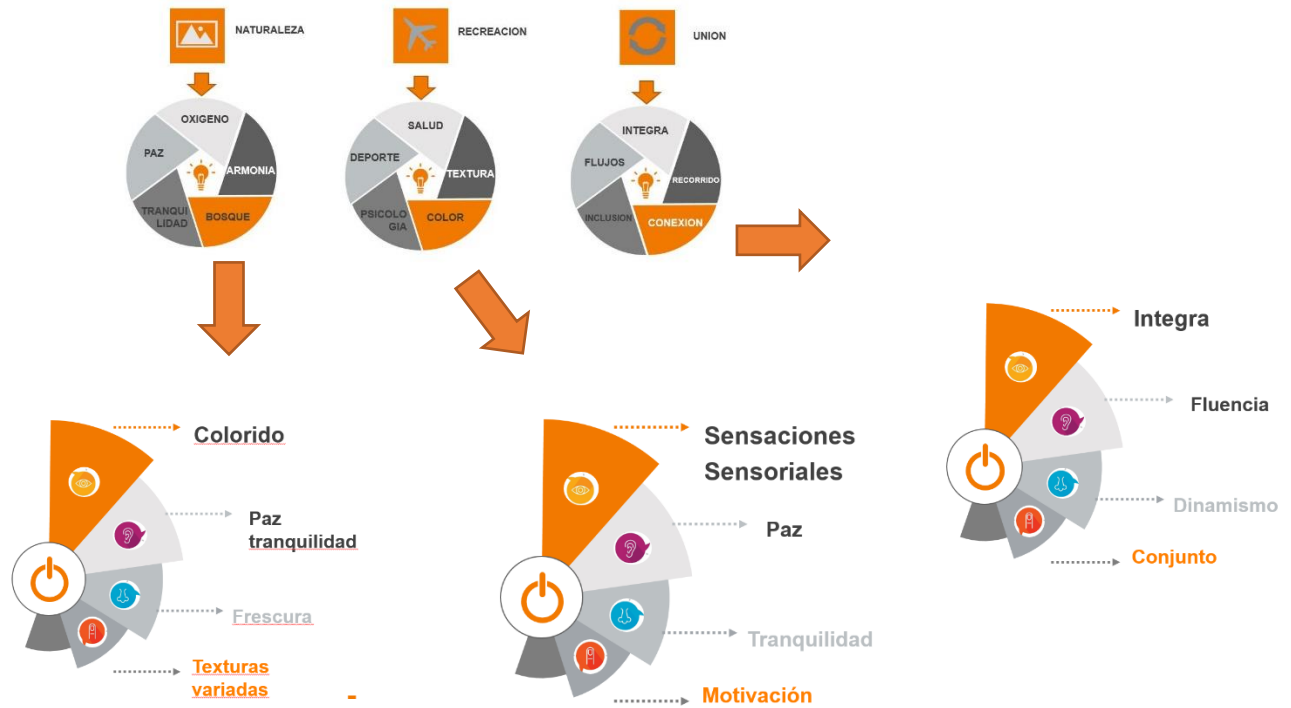 NATURALEZA
RECREACION
UNION
OXIGENO
PAZ
ARMONIA
TRANQUI
LIDAD
BOSQUE
SALUD
DEPORTE
TEXTURA
PSICOLO
GIA
COLOR
INTEGRA
FLUJOS
RECORRIDO
INCLUSION
CONEXION
Colorido
Paz
tranquilidad
Frescura
Texturas
variadas
-
Sensaciones
Sensoriales
Paz
Tranquilidad
Motivación
Integra
Fluencia
Dinamismo
Conjunto